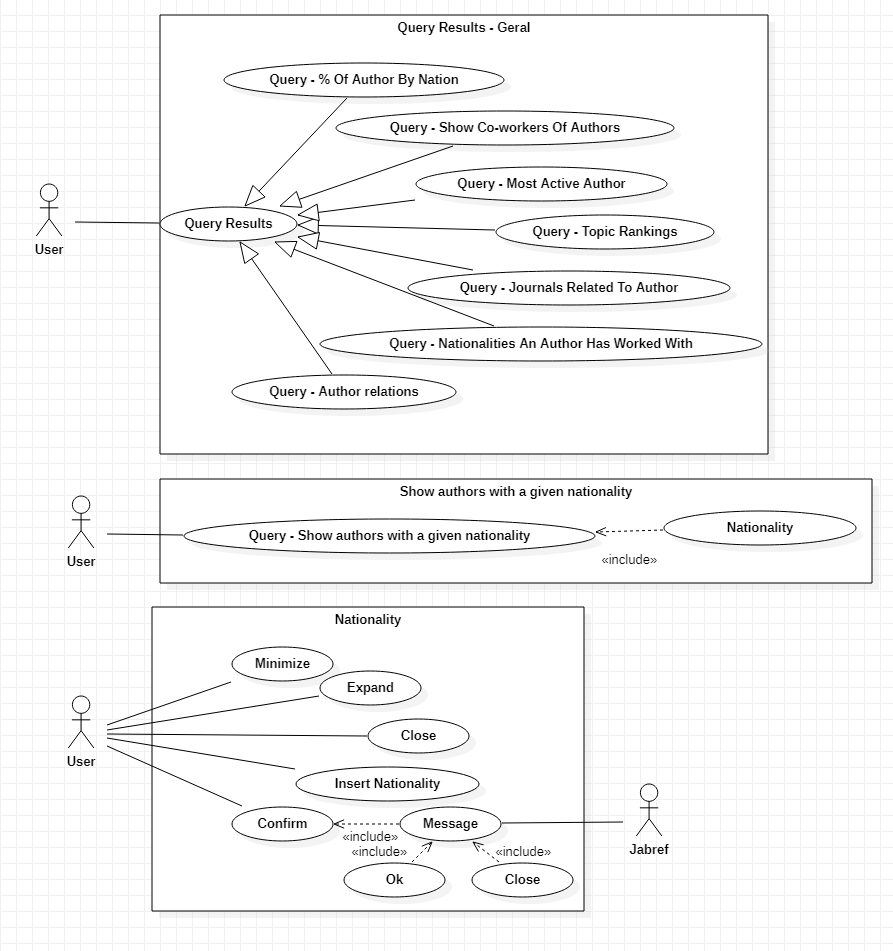 Query Results - Geral
Query - % Of Author By Nation
Query - Show Co-workers Of Authors
Query - Most Active Author
Query Results
Query - Topic Rankings
User
Query - Journals Related To Author
Query - Nationalities An Author Has Worked With
Query - Author relations
Show authors with a given nationality
Query - Show authors with a given nationality
Nationality
User
«include»
Nationality
Minimize
Expand
Close
User
Insert Nationality
Confirm
Message
«include»
«include»
«include»
Jabref
Ok
Close